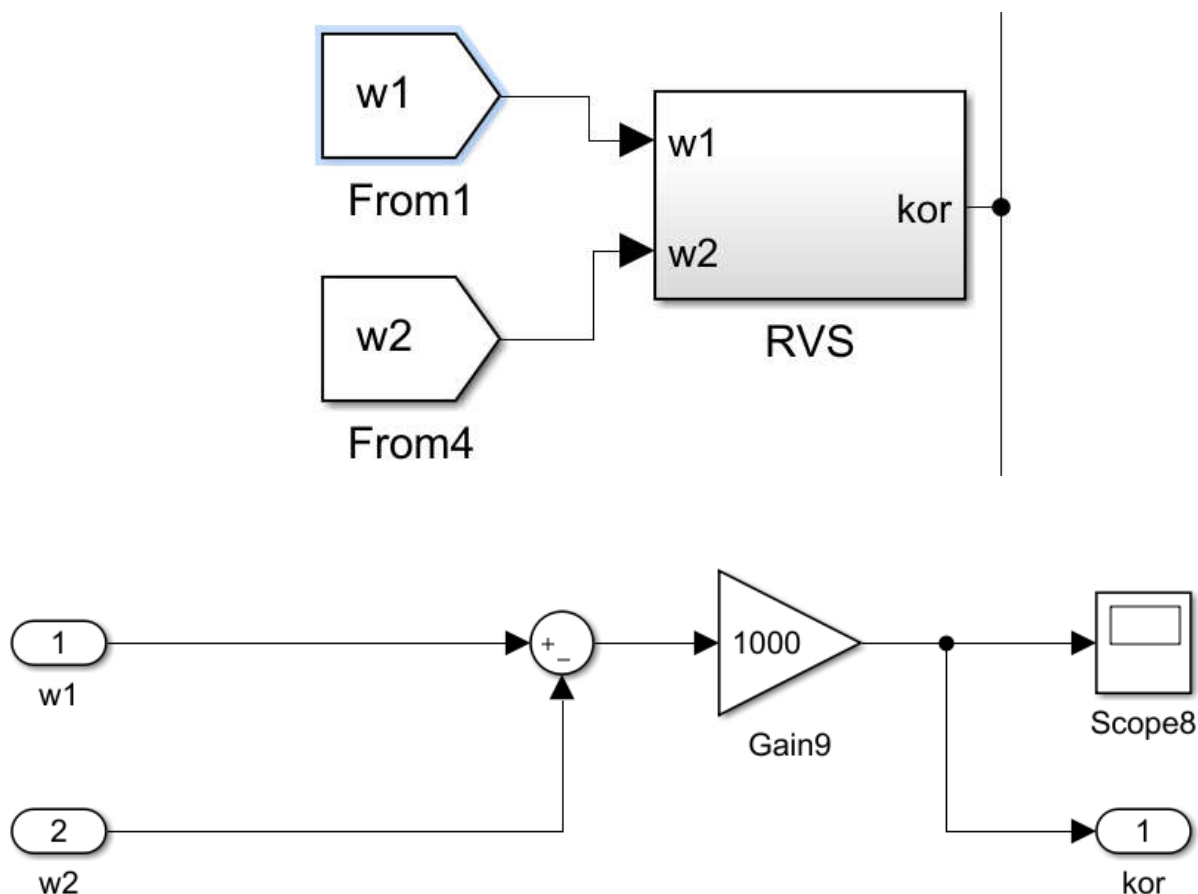 w1
From1
w1
kor
w2
RVS
w2
From4
1
w1
+
−
1000
Gain9
Scope8
2
w2
1
kor